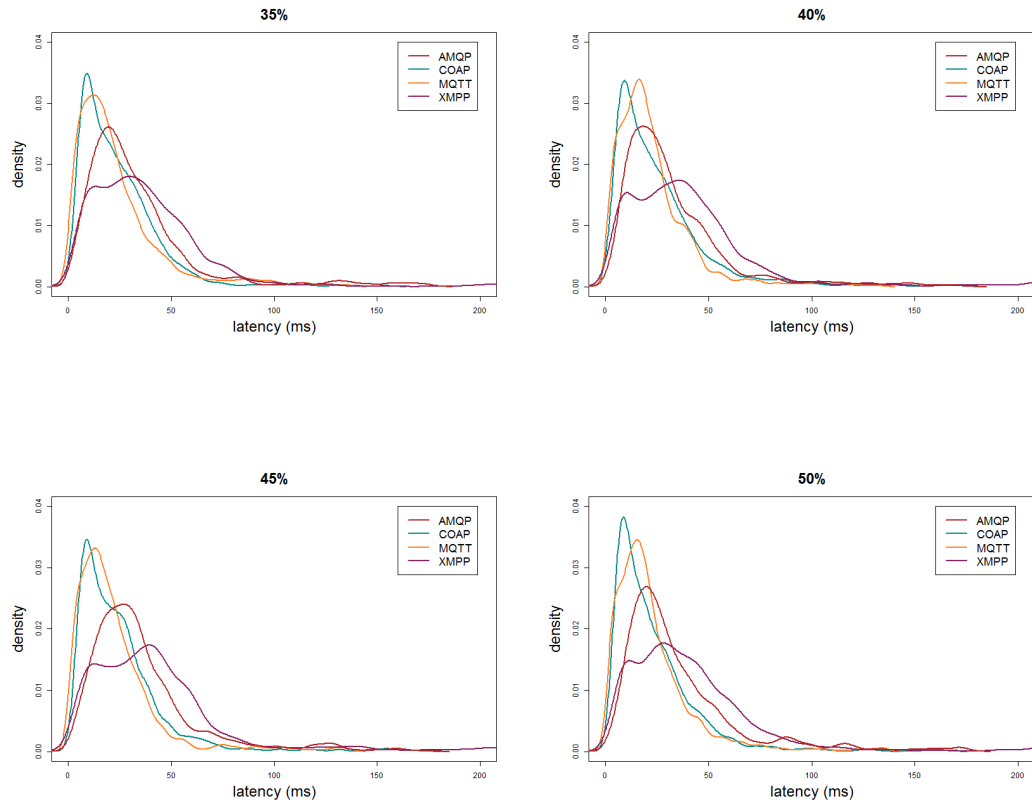 35%
0.04
0.03
0.02
0.01
0.00
density
AMQP
COAP
MQTT
XMPP
0 50 100 150 200
latency (ms)
40%
0.04
0.03
0.02
0.01
0.00
density
AMQP
COAP
MQTT
XMPP
0 50 100 150 200
latency (ms)
45%
0.04
0.03
0.02
0.01
0.00
density
AMQP
COAP
MQTT
XMPP
0 50 100 150 200
latency (ms)
50%
0.04
0.03
0.02
0.01
0.00
density
AMQP
COAP
MQTT
XMPP
0 50 100 150 200
latency (ms)